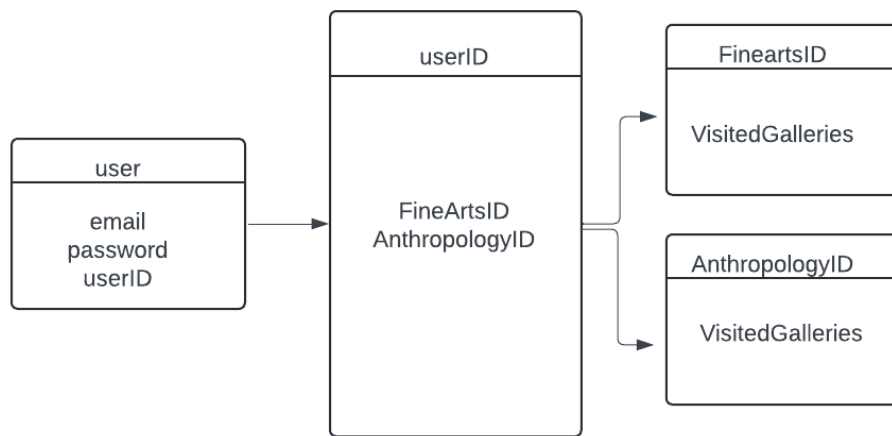 user
email
password
userID
userID
FineArtsID
AnthropologyID
FineartsID
VisitedGalleries
AnthropologyID
VisitedGalleries